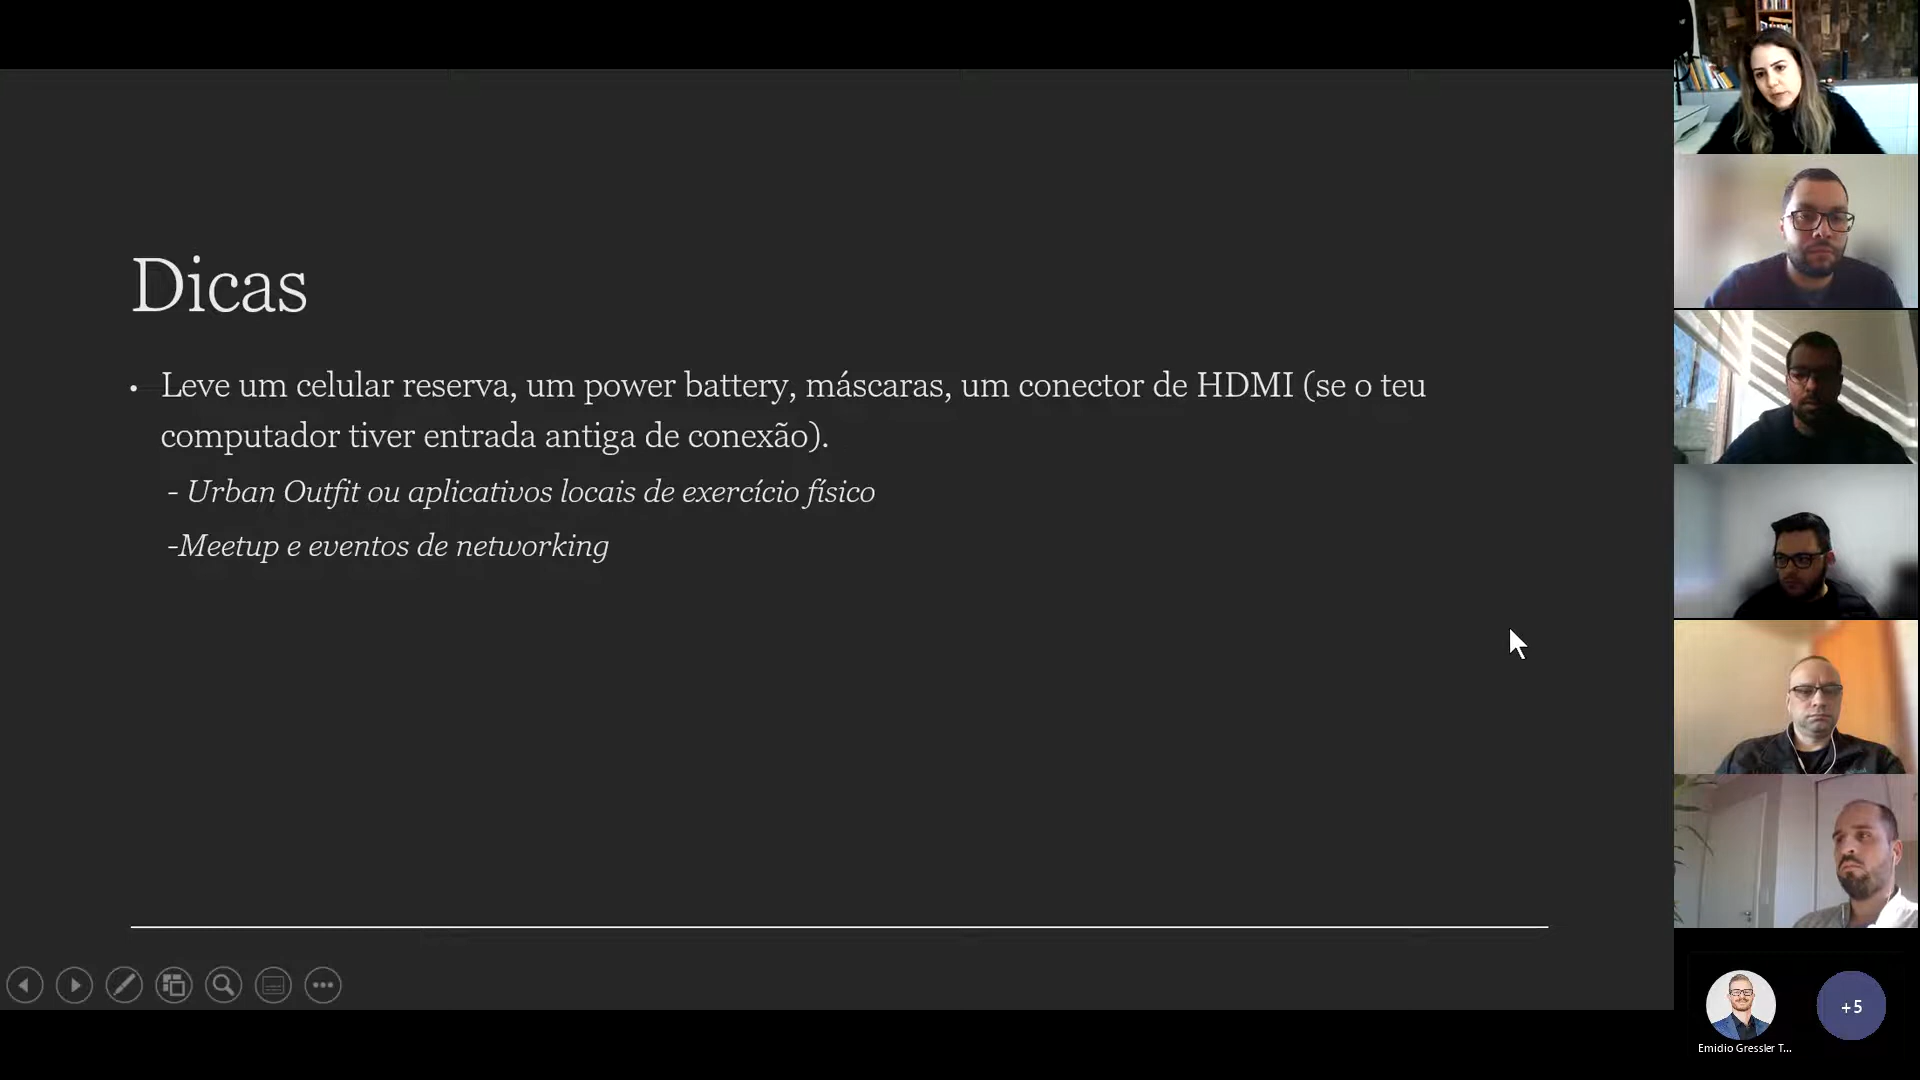 Dicas
• Leve um celular reserva, um power battery, máscaras, um conector de HDMI (se o teu
computador tiver entrada antiga de conexão).
- Urban Outfit ou aplicativos locais de exercício físico
-Meetup e eventos de networking
+5
Emidio Gressler T...